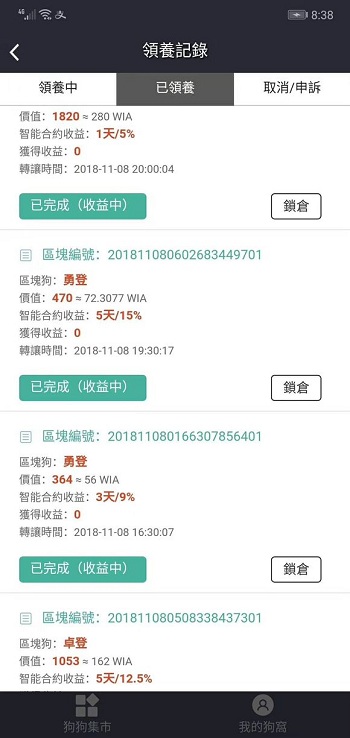 4G 8:38
領養記錄
領養中 已領養 取消/申訴
價值：1820 ≈ 280 WIA
智能合約收益：1天/5%
獲得收益：0
轉讓時間：2018-11-08 20:00:04
已完成（收益中） 鎖倉
區塊編號：201811080602683449701
區塊狗：勇登
價值：470 ≈ 72.3077 WIA
智能合約收益：5天/15%
獲得收益：0
轉讓時間：2018-11-08 19:30:17
已完成（收益中） 鎖倉
區塊編號：201811080166307856401
區塊狗：勇登
價值：364 ≈ 56 WIA
智能合約收益：3天/9%
獲得收益：0
轉讓時間：2018-11-08 16:30:07
已完成（收益中） 鎖倉
區塊編號：201811080508338437301
區塊狗：卓登
價值：1053 ≈ 162 WIA
智能合約收益：5天/12.5%
狗狗集市 我的狗窩